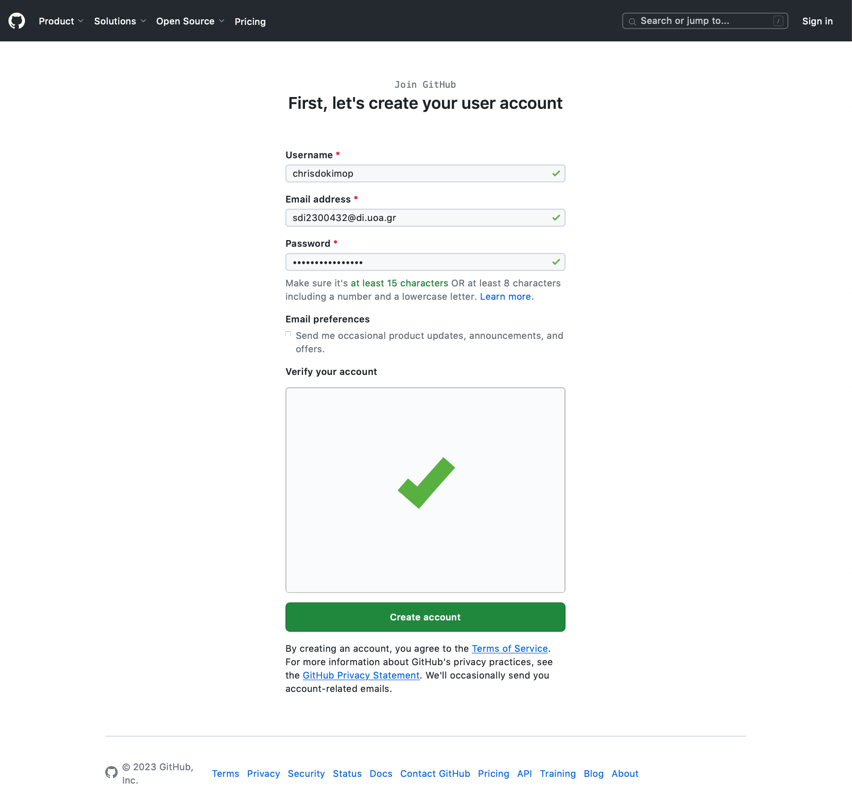 Product Solutions Open Source Pricing Search or jump to... / Sign in
Join GitHub
First, let's create your user account
Username *
chrisdokimop
Email address *
sdi2300432@di.uoa.gr
Password *
••••••••••••••••
Make sure it's at least 15 characters OR at least 8 characters
including a number and a lowercase letter. Learn more.
Email preferences
Send me occasional product updates, announcements, and
offers.
Verify your account
Create account
By creating an account, you agree to the Terms of Service.
For more information about GitHub's privacy practices, see
the GitHub Privacy Statement. We'll occasionally send you
account-related emails.
© 2023 GitHub,
Inc.
Terms Privacy Security Status Docs Contact GitHub Pricing API Training Blog About